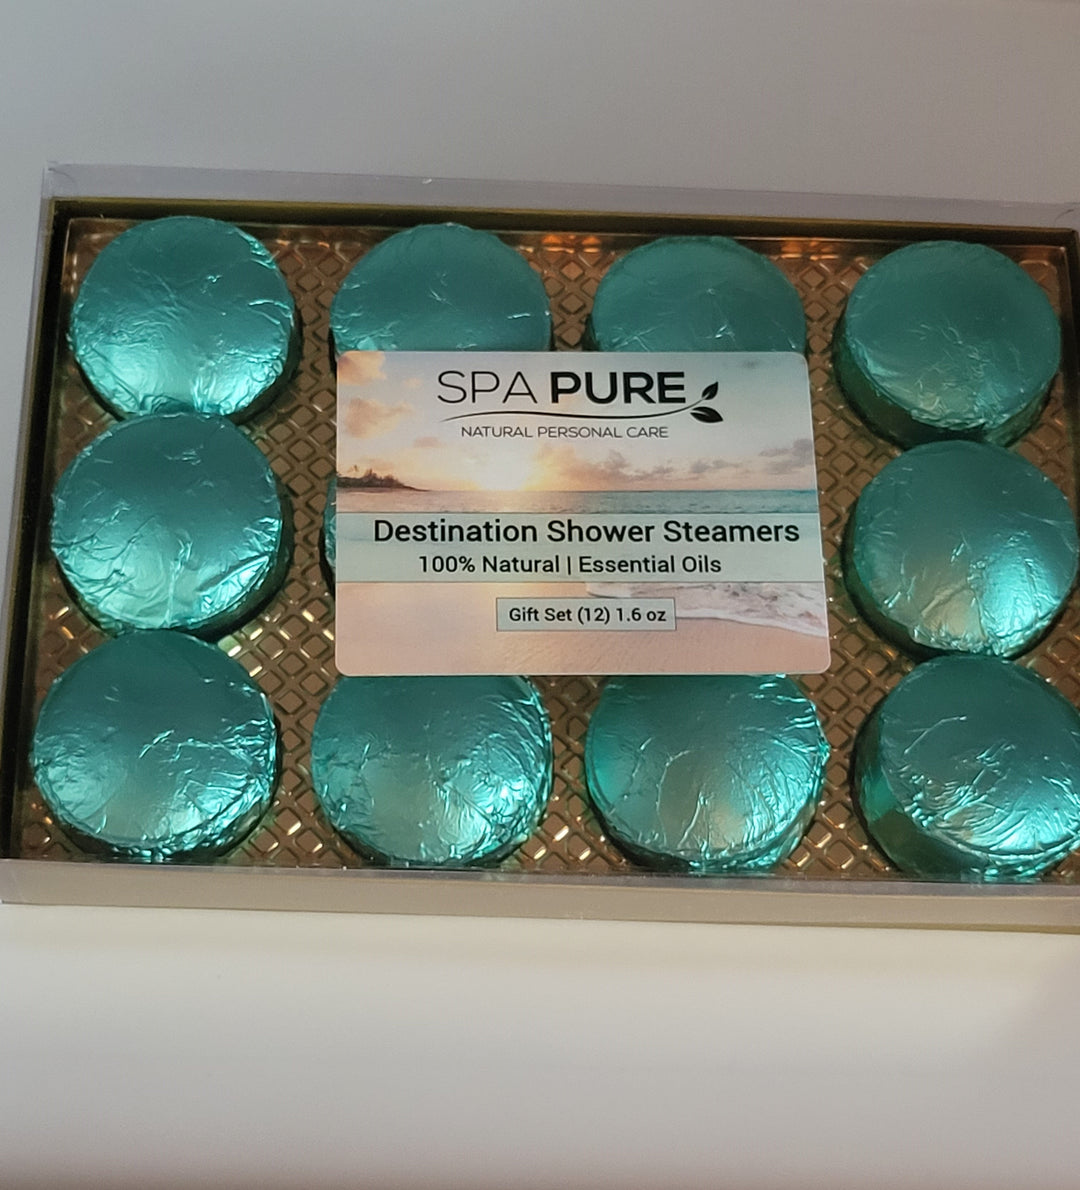 SPA PURE
NATURAL PERSONAL CARE
Destination Shower Steamers
100% Natural | Essential Oils
Gift Set (12) 1.6 oz